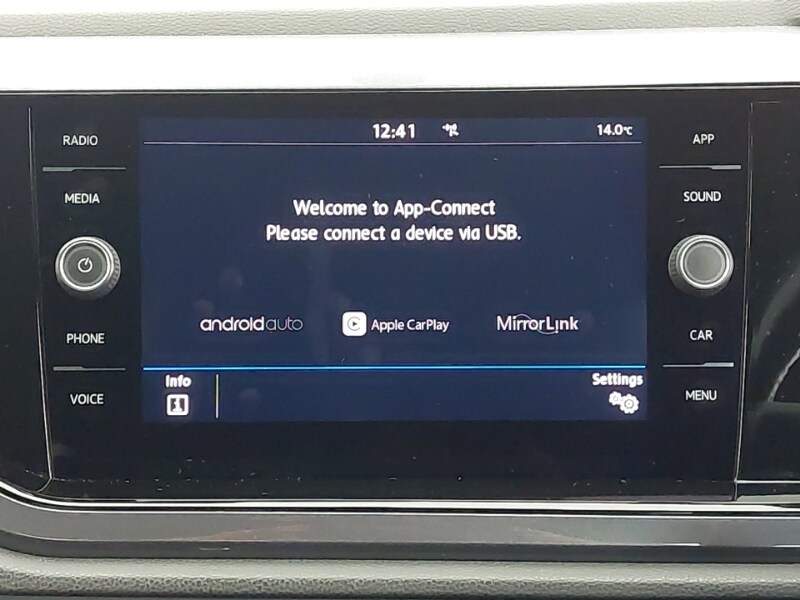 12:41 14.0°C
RADIO
MEDIA
PHONE
VOICE
Welcome to App-Connect
Please connect a device via USB.
androidauto Apple CarPlay MirrorLink
Info Settings
APP
SOUND
CAR
MENU